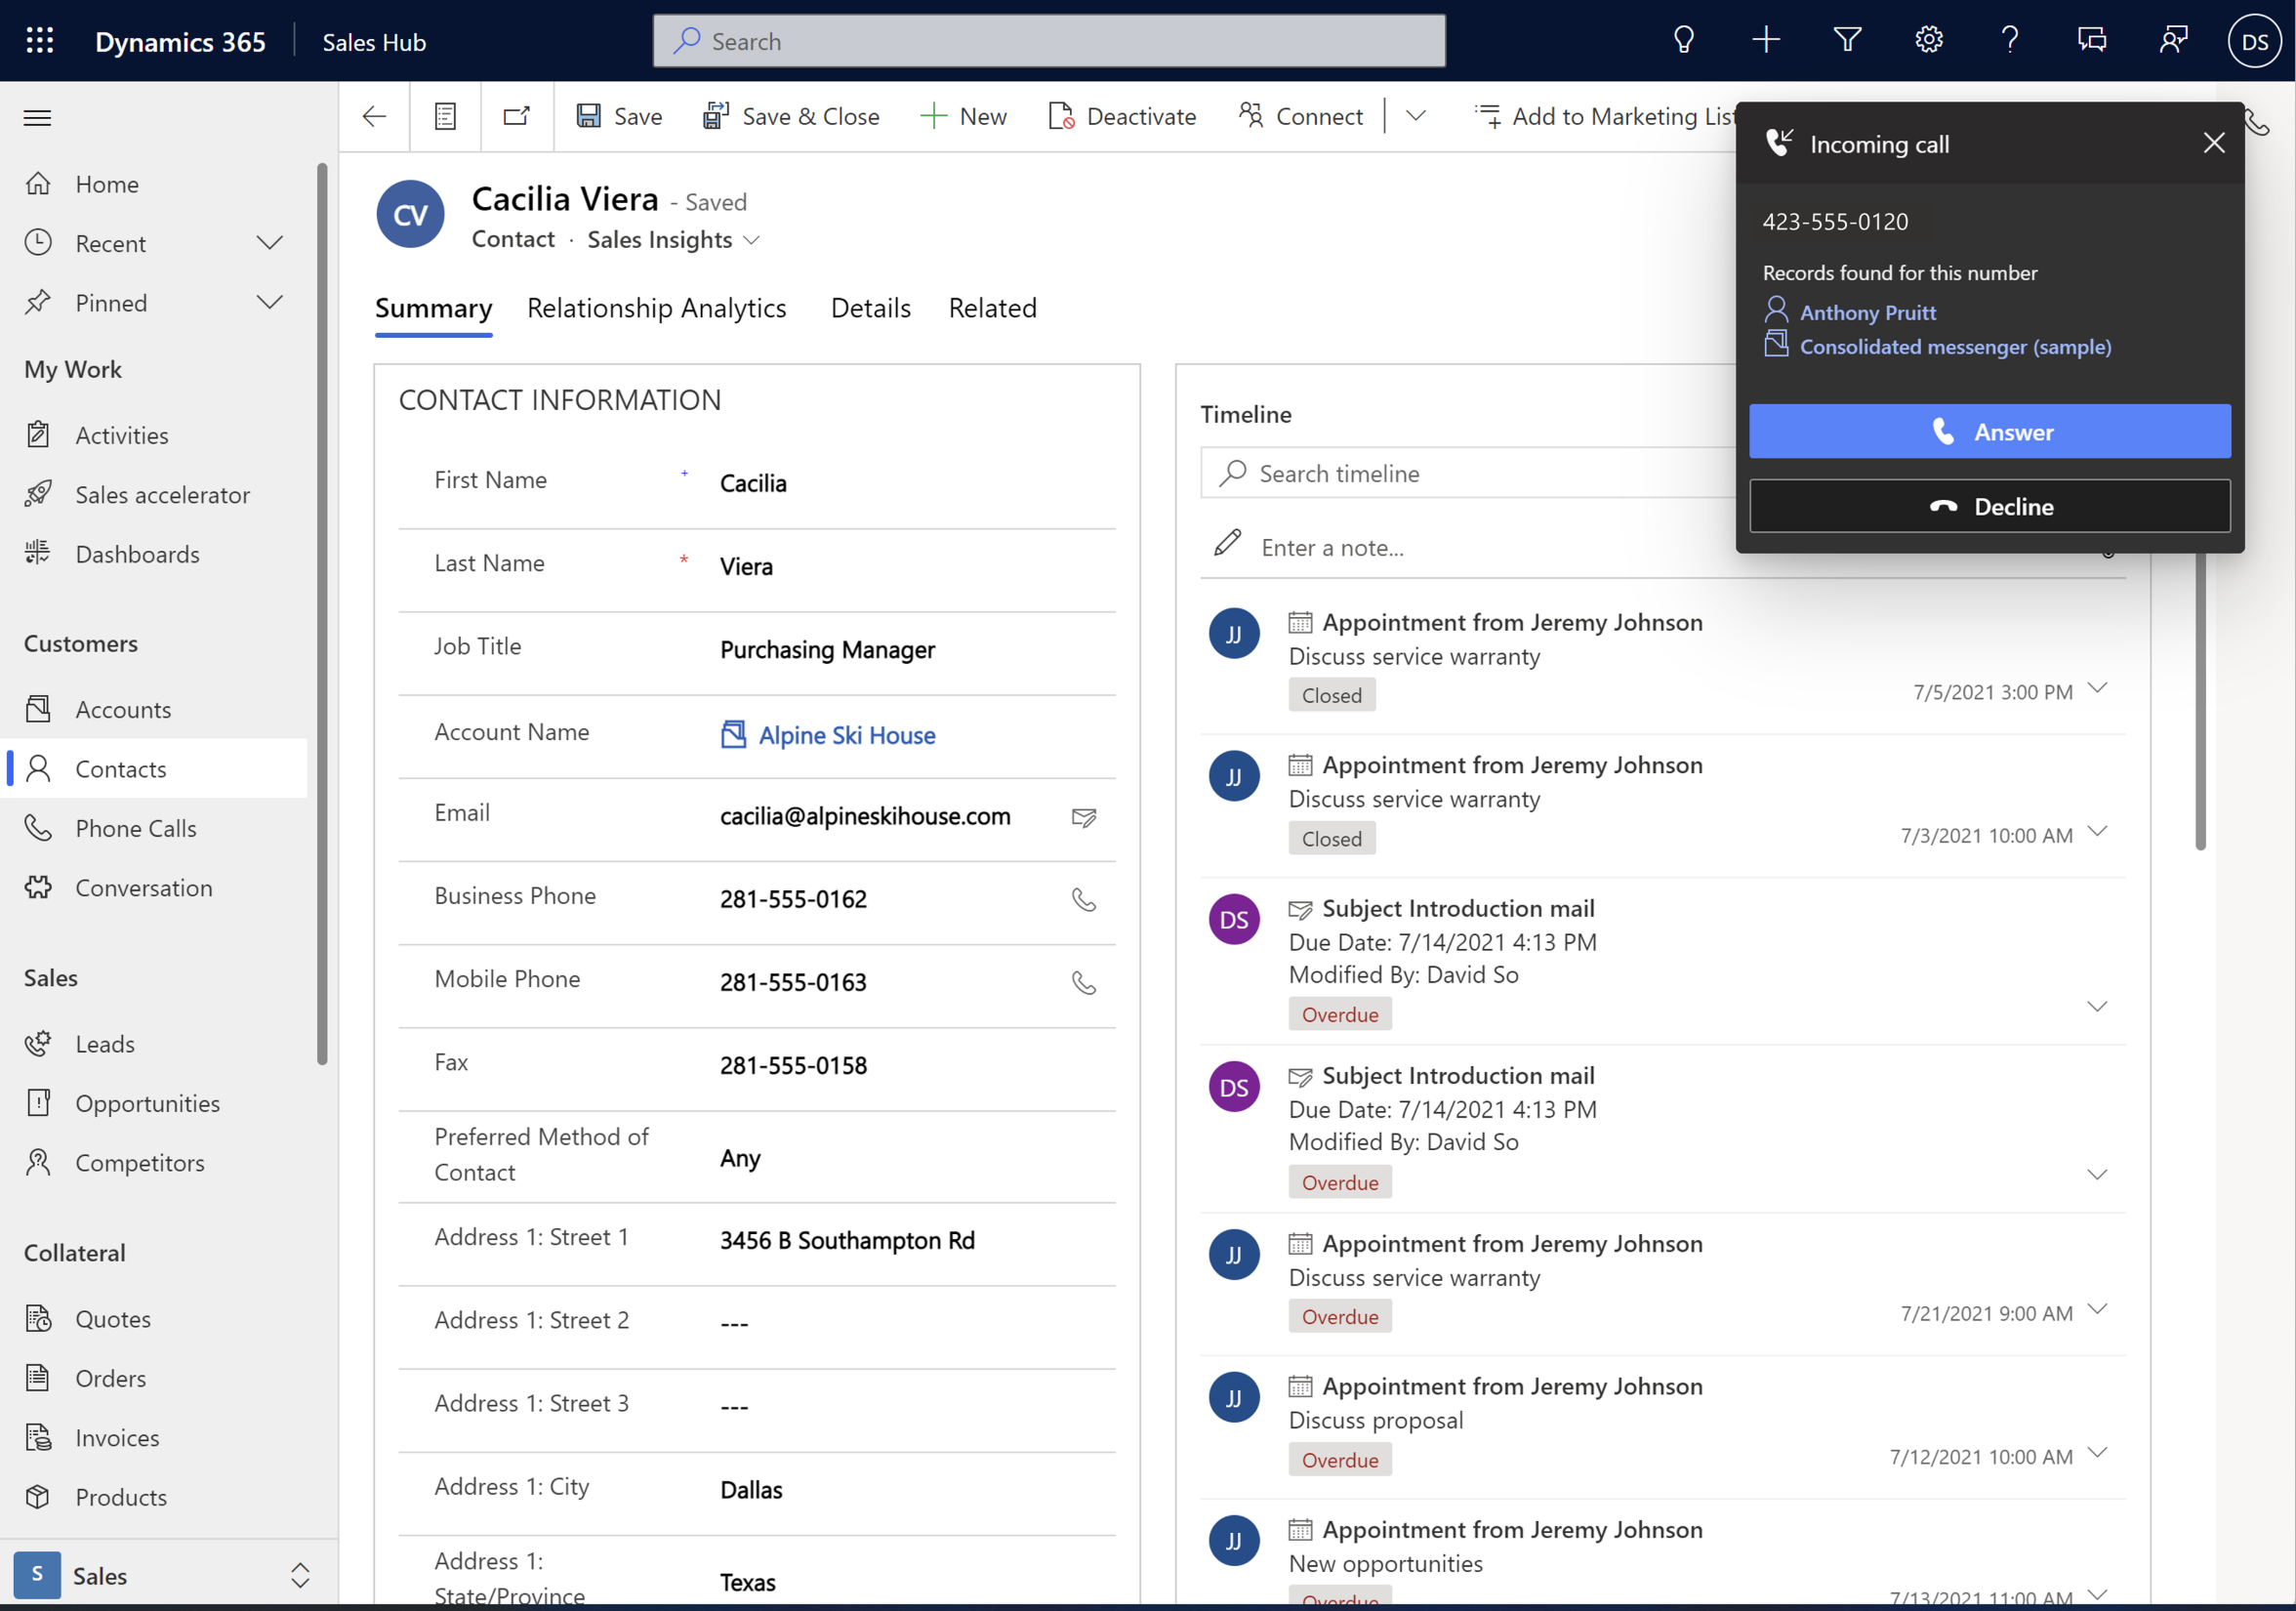 Dynamics 365
Sales Hub
Search
DS
Save
Save & Close
New
Deactivate
Connect
Add to Marketing List
Home
Recent
Pinned
My Work
Activities
Sales accelerator
Dashboards
Customers
Accounts
Contacts
Phone Calls
Conversation
Sales
Leads
Opportunities
Competitors
Collateral
Quotes
Orders
Invoices
Products
S
Sales
CV
Cacilia Viera - Saved
Contact · Sales Insights
Summary
Relationship Analytics
Details
Related
CONTACT INFORMATION
First Name + Cacilia
Last Name * Viera
Job Title Purchasing Manager
Account Name Alpine Ski House
Email cacilia@alpineskihouse.com
Business Phone 281-555-0162
Mobile Phone 281-555-0163
Fax 281-555-0158
Preferred Method of
Contact
Any
Address 1: Street 1 3456 B Southampton Rd
Address 1: Street 2 ---
Address 1: Street 3 ---
Address 1: City Dallas
Address 1:
State/Province
Texas
Timeline
Search timeline
Enter a note...
JJ
Appointment from Jeremy Johnson
Discuss service warranty
Closed
7/5/2021 3:00 PM
JJ
Appointment from Jeremy Johnson
Discuss service warranty
Closed
7/3/2021 10:00 AM
DS
Subject Introduction mail
Due Date: 7/14/2021 4:13 PM
Modified By: David So
Overdue
DS
Subject Introduction mail
Due Date: 7/14/2021 4:13 PM
Modified By: David So
Overdue
JJ
Appointment from Jeremy Johnson
Discuss service warranty
Overdue
7/21/2021 9:00 AM
JJ
Appointment from Jeremy Johnson
Discuss proposal
Overdue
7/12/2021 10:00 AM
JJ
Appointment from Jeremy Johnson
New opportunities
Overdue
7/13/2021 11:00 AM
Incoming call
423-555-0120
Records found for this number
Anthony Pruitt
Consolidated messenger (sample)
Answer
Decline